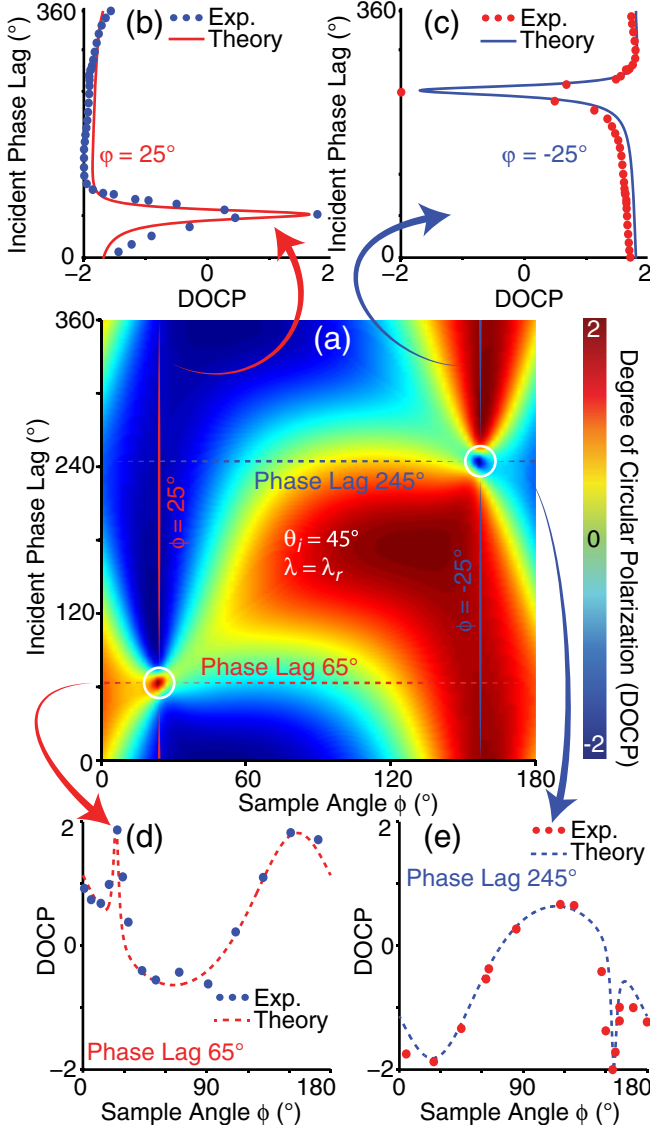 (b)
Exp.
Theory
360
Incident Phase Lag (°)
φ = 25°
0
−2
0
2
DOCP
(c)
Exp.
Theory
360
Incident Phase Lag (°)
φ = -25°
0
−2
0
2
DOCP
(a)
360
240
120
0
Incident Phase Lag (°)
ϕ = 25°
Phase Lag 245°
θi = 45°
λ = λr
ϕ = -25°
Phase Lag 65°
0
60
120
180
Sample Angle ϕ (°)
2
0
-2
Degree of Circular Polarization (DOCP)
(d)
2
0
−2
DOCP
Exp.
Theory
Phase Lag 65°
0
90
180
Sample Angle ϕ (°)
(e)
Exp.
Theory
Phase Lag 245°
2
0
−2
DOCP
0
90
180
Sample Angle ϕ (°)